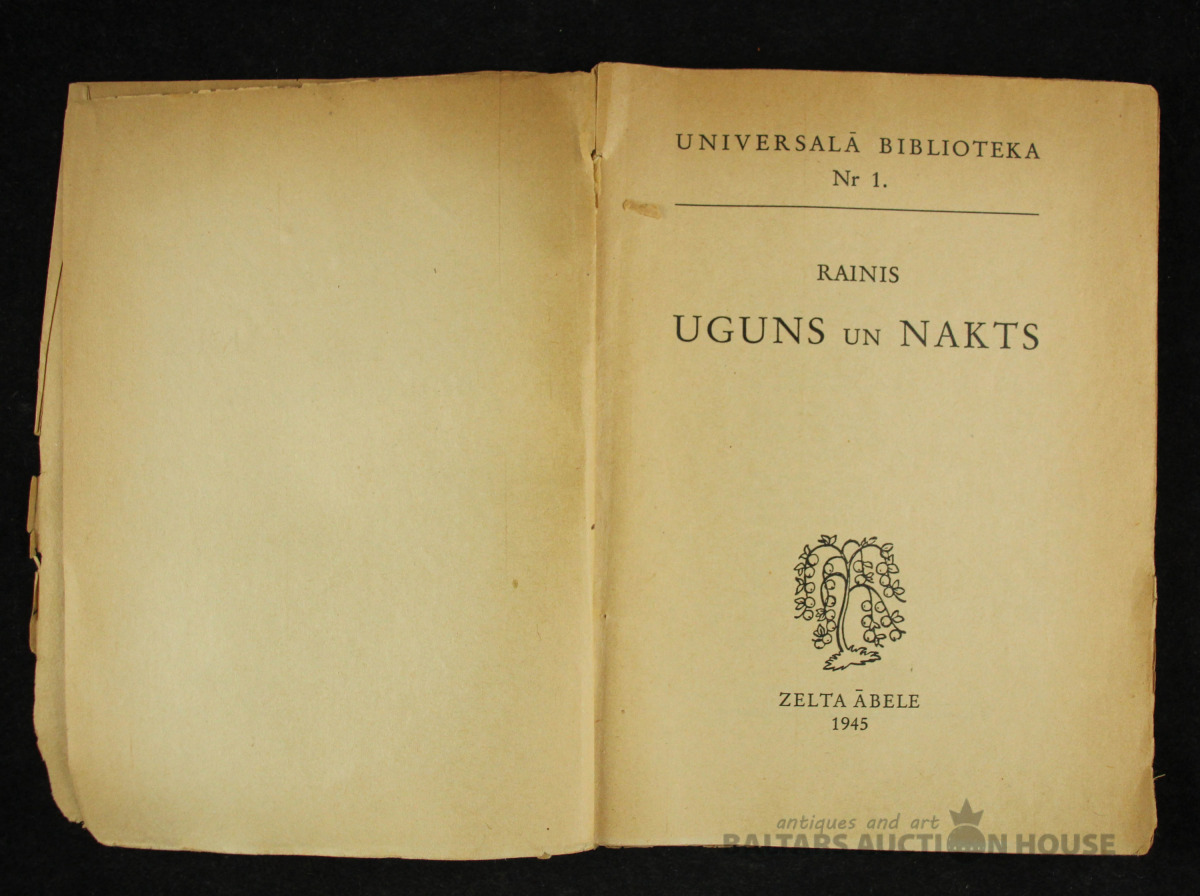 UNIVERSALĀ BIBLIOTEKA
Nr 1.
RAINIS
UGUNS UN NAKTS
ZELTA ĀBELE
1945
antiques and art
BALTARS AUCTION HOUSE